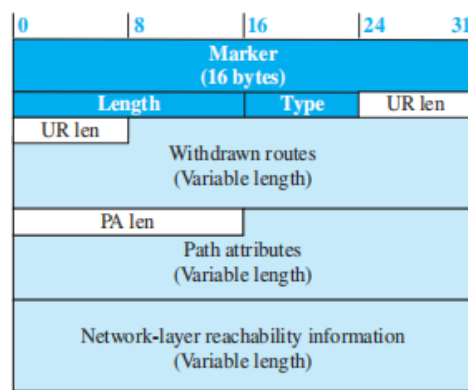 0 8 16 24 31
Marker
(16 bytes)
Length Type UR len
UR len
Withdrawn routes
(Variable length)
PA len
Path attributes
(Variable length)
Network-layer reachability information
(Variable length)